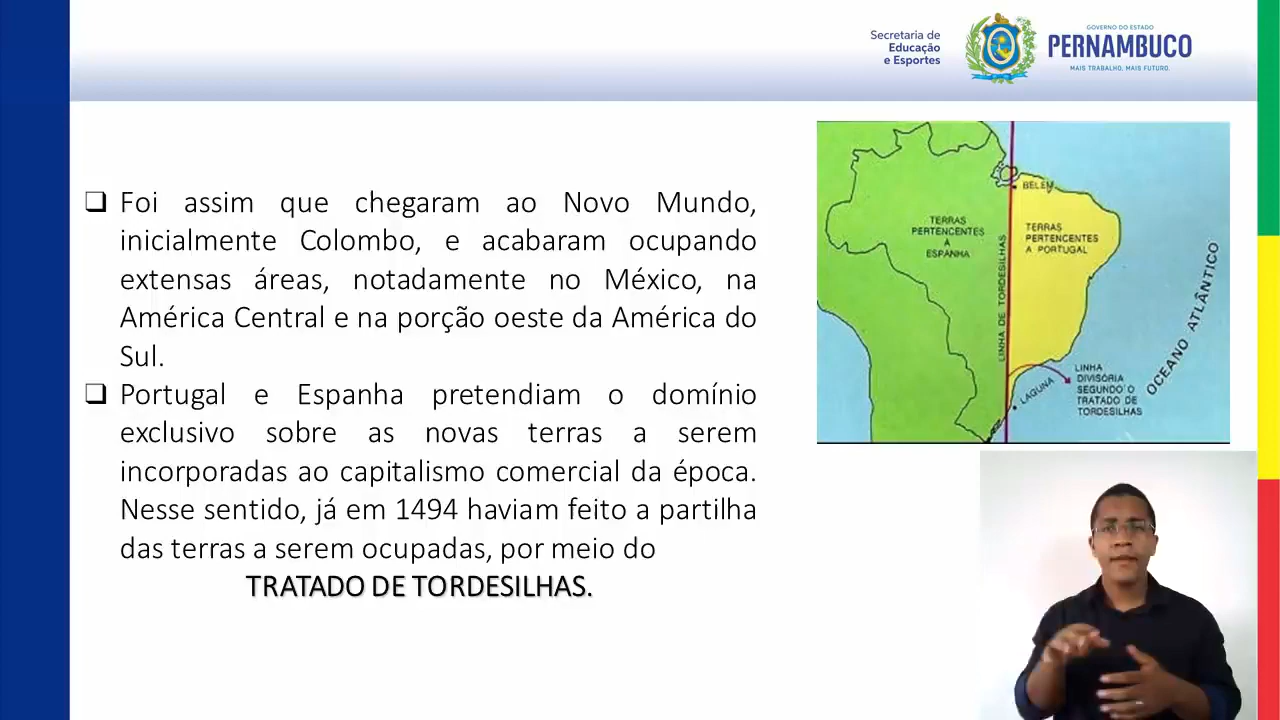 Secretaria de
Educação
e Esportes
GOVERNO DO ESTADO
PERNAMBUCO
MAIS TRABALHO, MAIS FUTURO.
❑ Foi assim que chegaram ao Novo Mundo,
inicialmente Colombo, e acabaram ocupando
extensas áreas, notadamente no México, na
América Central e na porção oeste da América do
Sul.
❑ Portugal e Espanha pretendiam o domínio
exclusivo sobre as novas terras a serem
incorporadas ao capitalismo comercial da época.
Nesse sentido, já em 1494 haviam feito a partilha
das terras a serem ocupadas, por meio do
TRATADO DE TORDESILHAS.
BELÉM
TERRAS
PERTENCENTES
À
ESPANHA
LINHA DE TORDESILHAS
TERRAS
PERTENCENTES
A PORTUGAL
OCEANO ATLÂNTICO
LAGUNA
LINHA
DIVISÓRIA
SEGUNDO O
TRATADO DE
TORDESILHAS